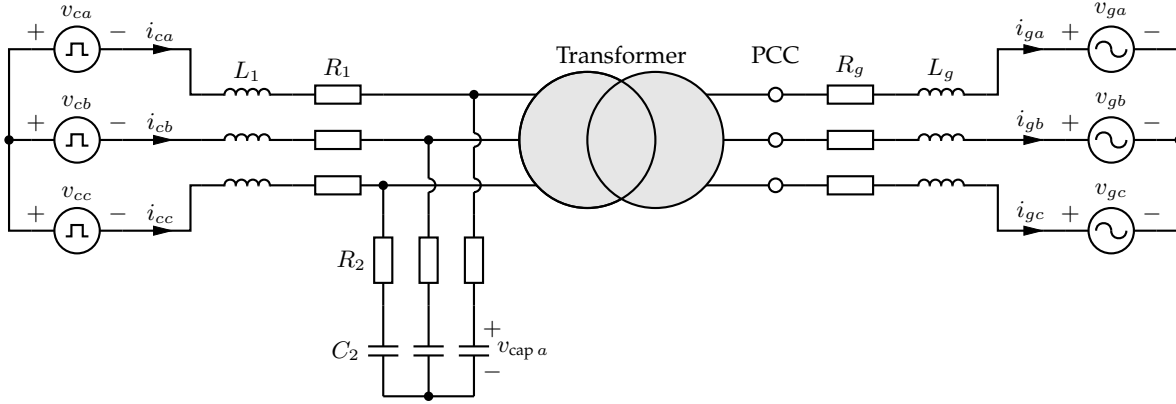 v_ca
+ − i_ca
v_ga
i_ga + −
Transformer PCC
L_1 R_1 R_g L_g
v_cb
+ − i_cb
v_gb
i_gb + −
v_cc
+ − i_cc
v_gc
i_gc + −
R_2
C_2
+
v_cap a
−